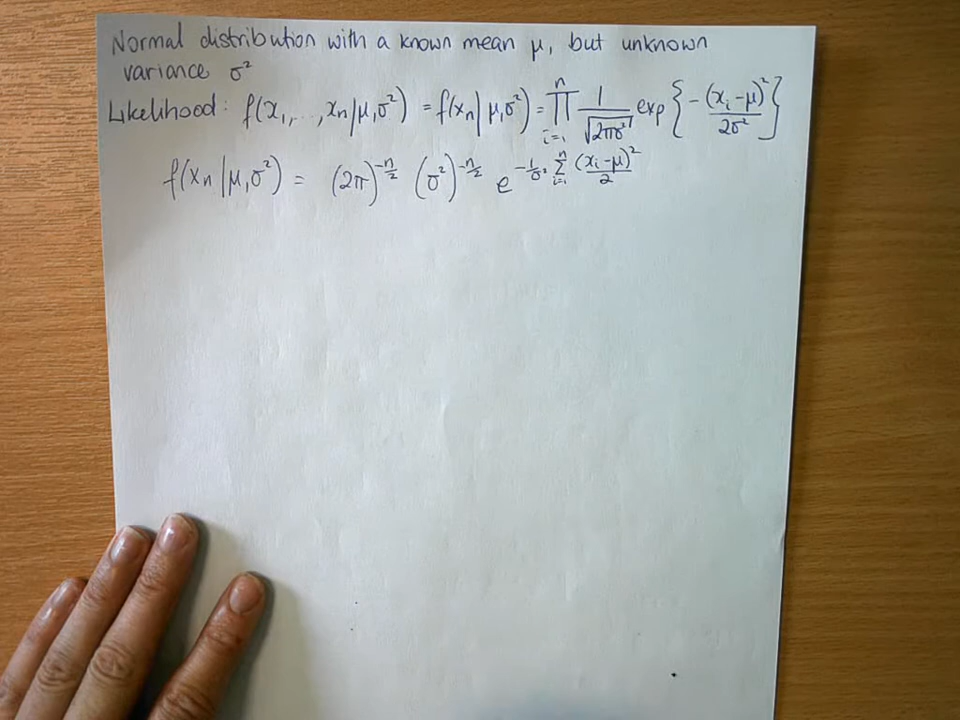 Normal distribution with a known mean μ, but unknown
variance σ²
Likelihood: f(x₁,...,xₙ|μ,σ²) = f(xₙ|μ,σ²) = ∏ᵢ₌₁ⁿ 1/√(2πσ²) exp{-(xᵢ-μ)²/2σ²}
f(xₙ|μ,σ²) = (2π)^(-n/2) (σ²)^(-n/2) e^(-1/σ² ∑ᵢ₌₁ⁿ (xᵢ-μ)²/2)